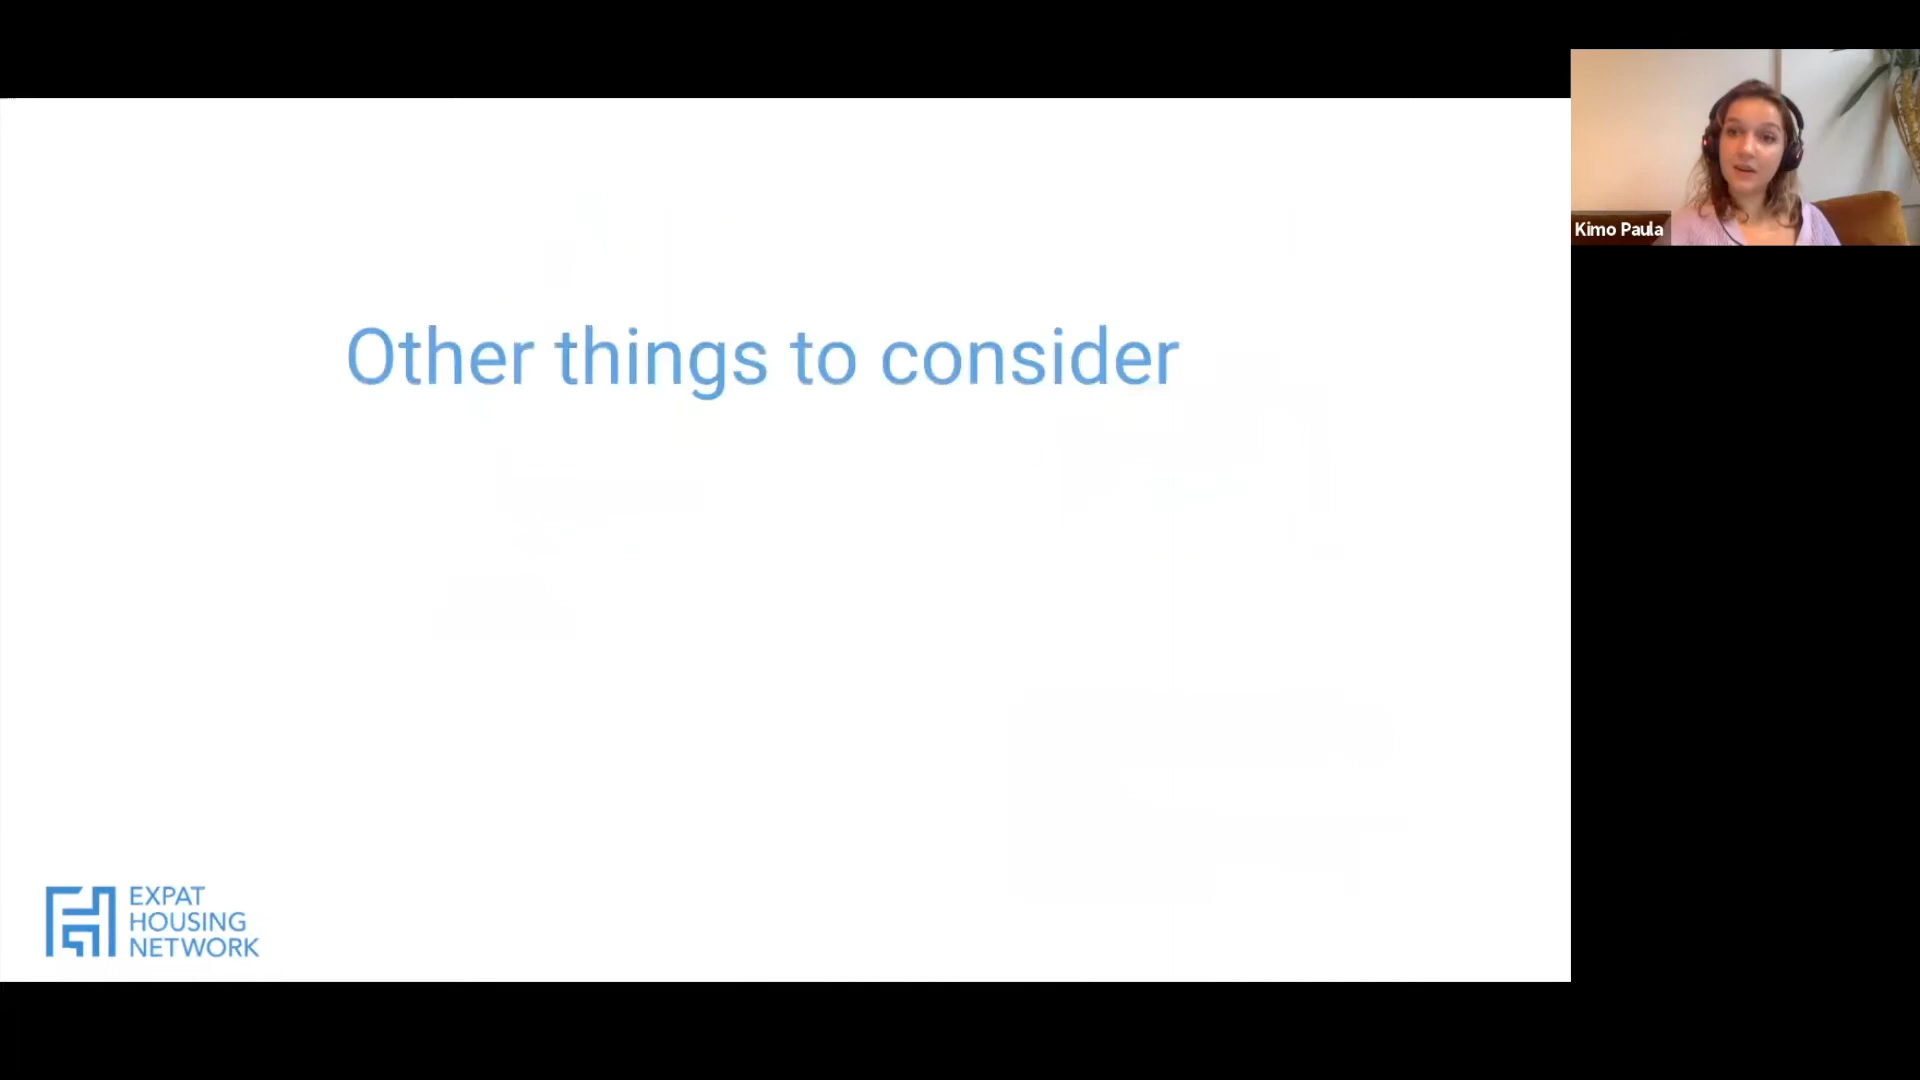 Other things to consider
Kimo Paula
EXPAT
HOUSING
NETWORK